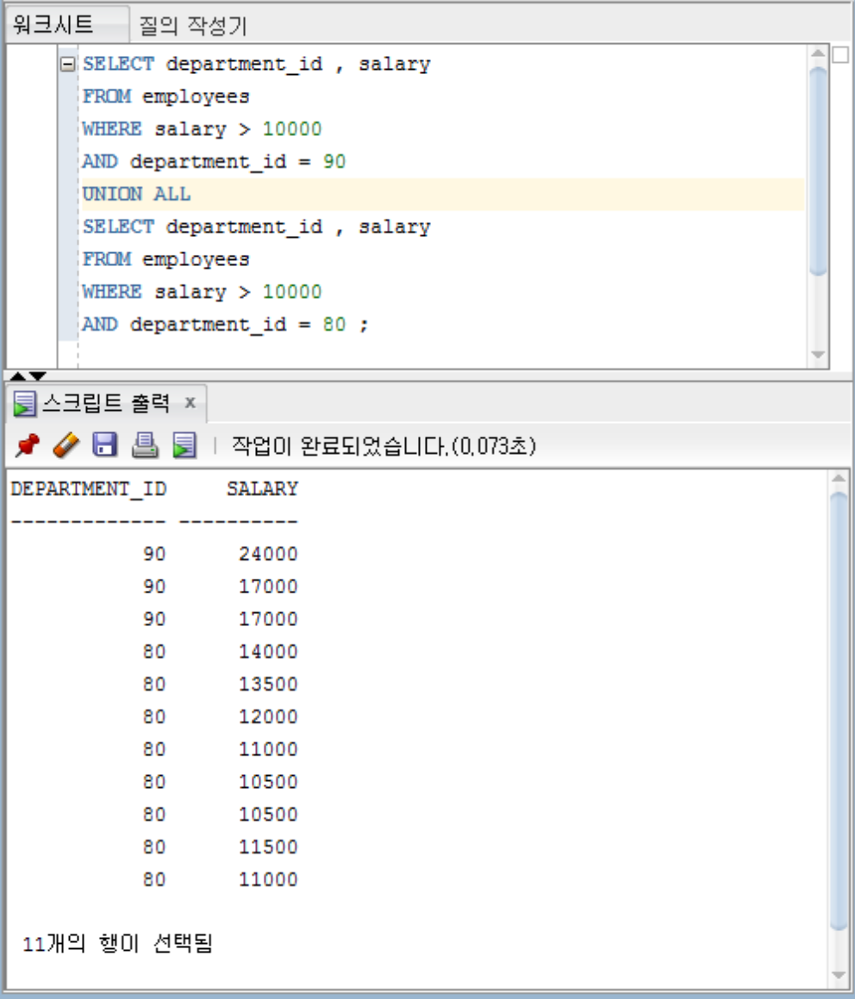 워크시트 질의 작성기
SELECT department_id , salary
FROM employees
WHERE salary > 10000
AND department_id = 90
UNION ALL
SELECT department_id , salary
FROM employees
WHERE salary > 10000
AND department_id = 80 ;
스크립트 출력 x
작업이 완료되었습니다.(0,073초)
DEPARTMENT_ID     SALARY
------------- ----------
90      24000
90      17000
90      17000
80      14000
80      13500
80      12000
80      11000
80      10500
80      10500
80      11500
80      11000
11개의 행이 선택됨